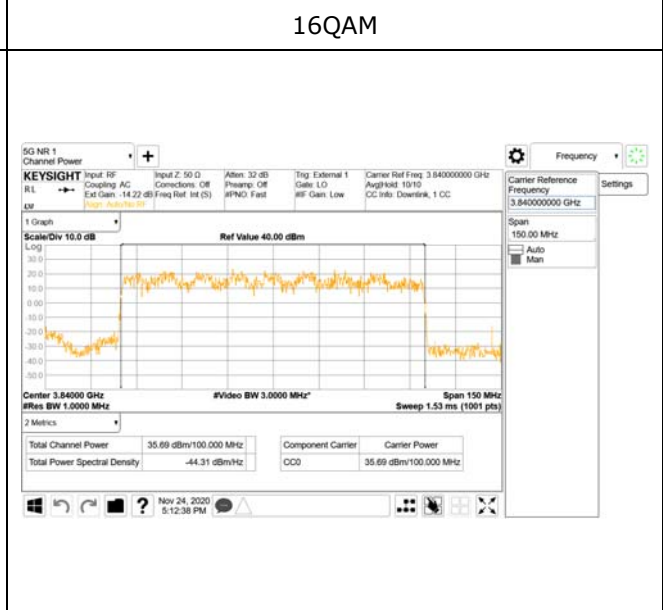 16QAM
5G NR 1
Channel Power
+
Frequency
KEYSIGHT
RL
Input: RF
Coupling: AC
Ext Gain: -14.22 dB
Align: Auto/No RF
Input Z: 50 Ω
Corrections: Off
Freq Ref: Int (S)
Atten: 32 dB
Preamp: Off
#PNO: Fast
Trig: External 1
Gate: LO
#IF Gain: Low
Carrier Ref Freq: 3.840000000 GHz
Avg|Hold: 10/10
CC Info: Downlink, 1 CC
Carrier Reference Frequency
3.840000000 GHz
Settings
Span
150.00 MHz
Auto
Man
1 Graph
Scale/Div 10.0 dB
Ref Value 40.00 dBm
Log
30.0
20.0
10.0
0.00
-10.0
-20.0
-30.0
-40.0
-50.0
Center 3.84000 GHz
#Video BW 3.0000 MHz*
Span 150 MHz
#Res BW 1.0000 MHz
Sweep 1.53 ms (1001 pts)
2 Metrics
Total Channel Power 35.69 dBm/100.000 MHz
Total Power Spectral Density -44.31 dBm/Hz
Component Carrier Carrier Power
CC0 35.69 dBm/100.000 MHz
?
Nov 24, 2020
5:12:38 PM